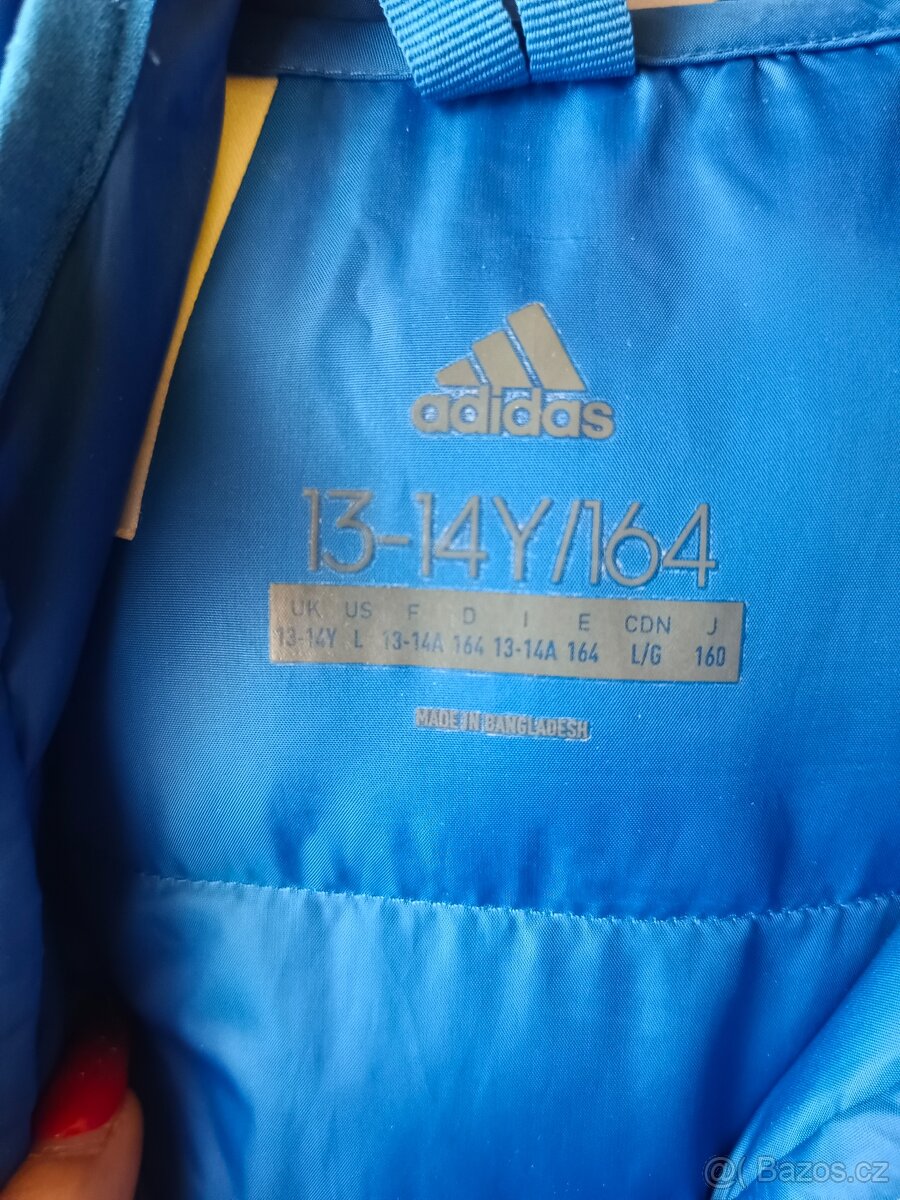 adidas
13-14Y/164
UK US F D I E CDN J
13-14Y L 13-14A 164 13-14A 164 L/G 160
MADE IN BANGLADESH
@( Bazos.cz